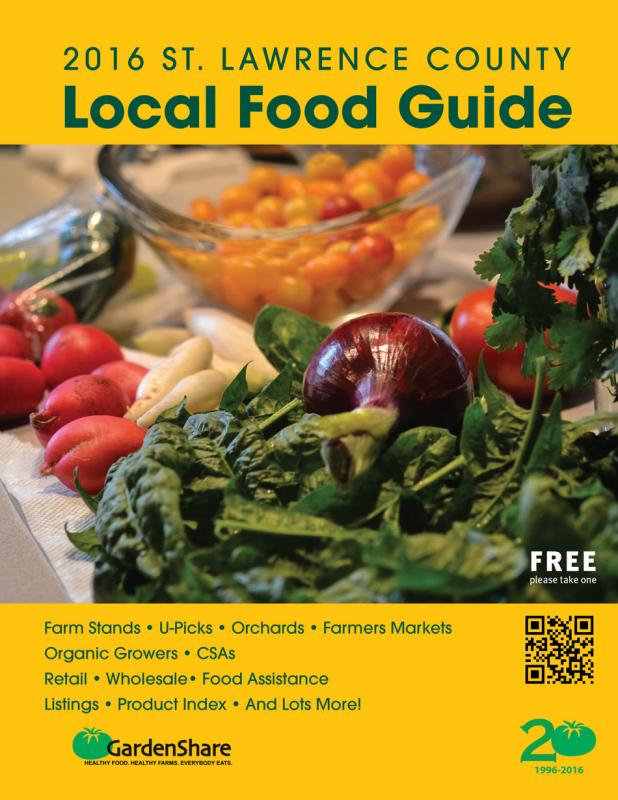 2016 ST. LAWRENCE COUNTY
Local Food Guide
FREE
please take one
Farm Stands • U-Picks • Orchards • Farmers Markets
Organic Growers • CSAs
Retail • Wholesale• Food Assistance
Listings • Product Index • And Lots More!
GardenShare
HEALTHY FOOD. HEALTHY FARMS. EVERYBODY EATS.
20
1996-2016